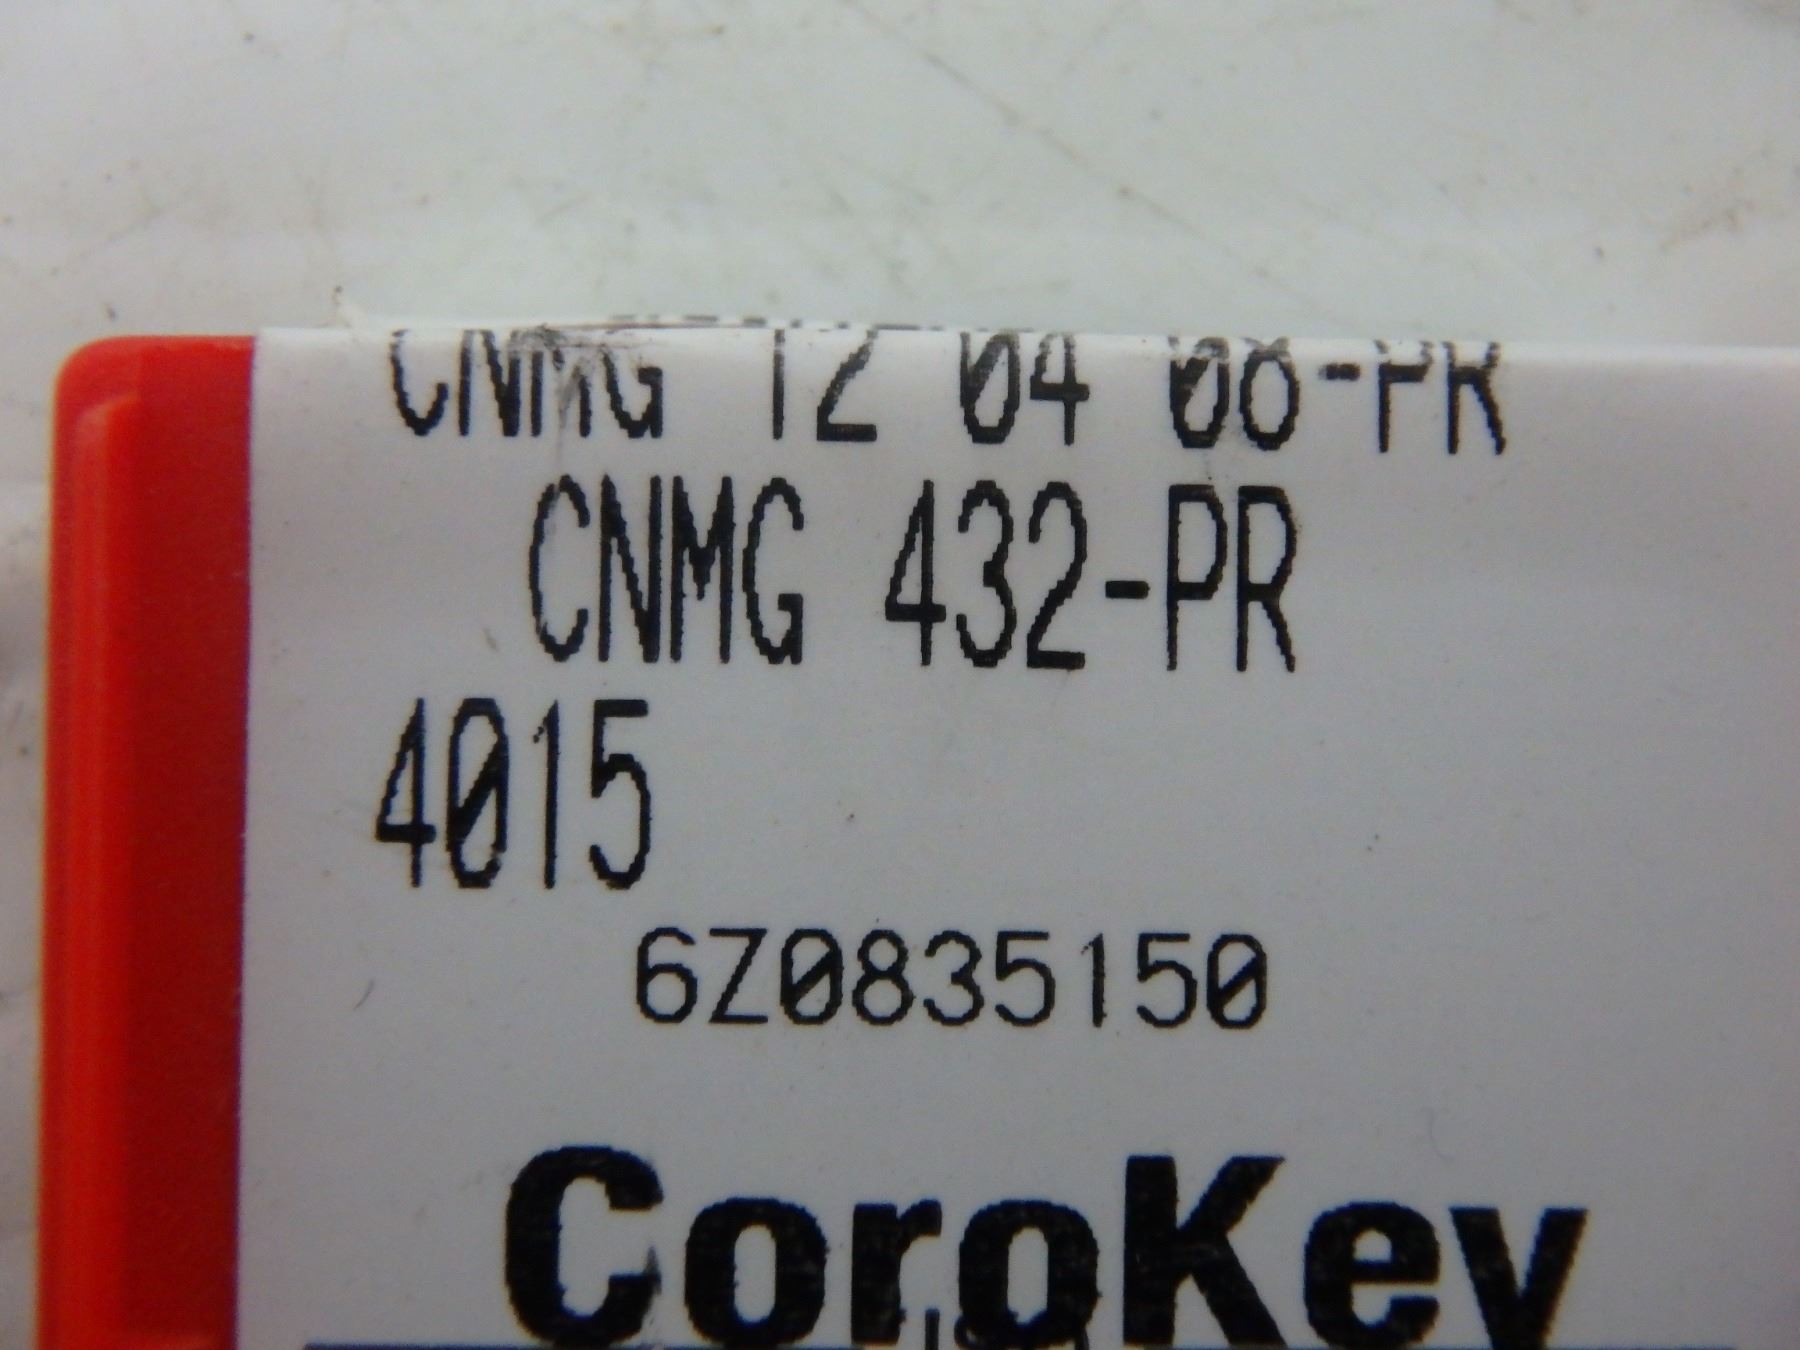 CNMG 12 04 08-PR
CNMG 432-PR
4015
6Z0835150
CoroKey